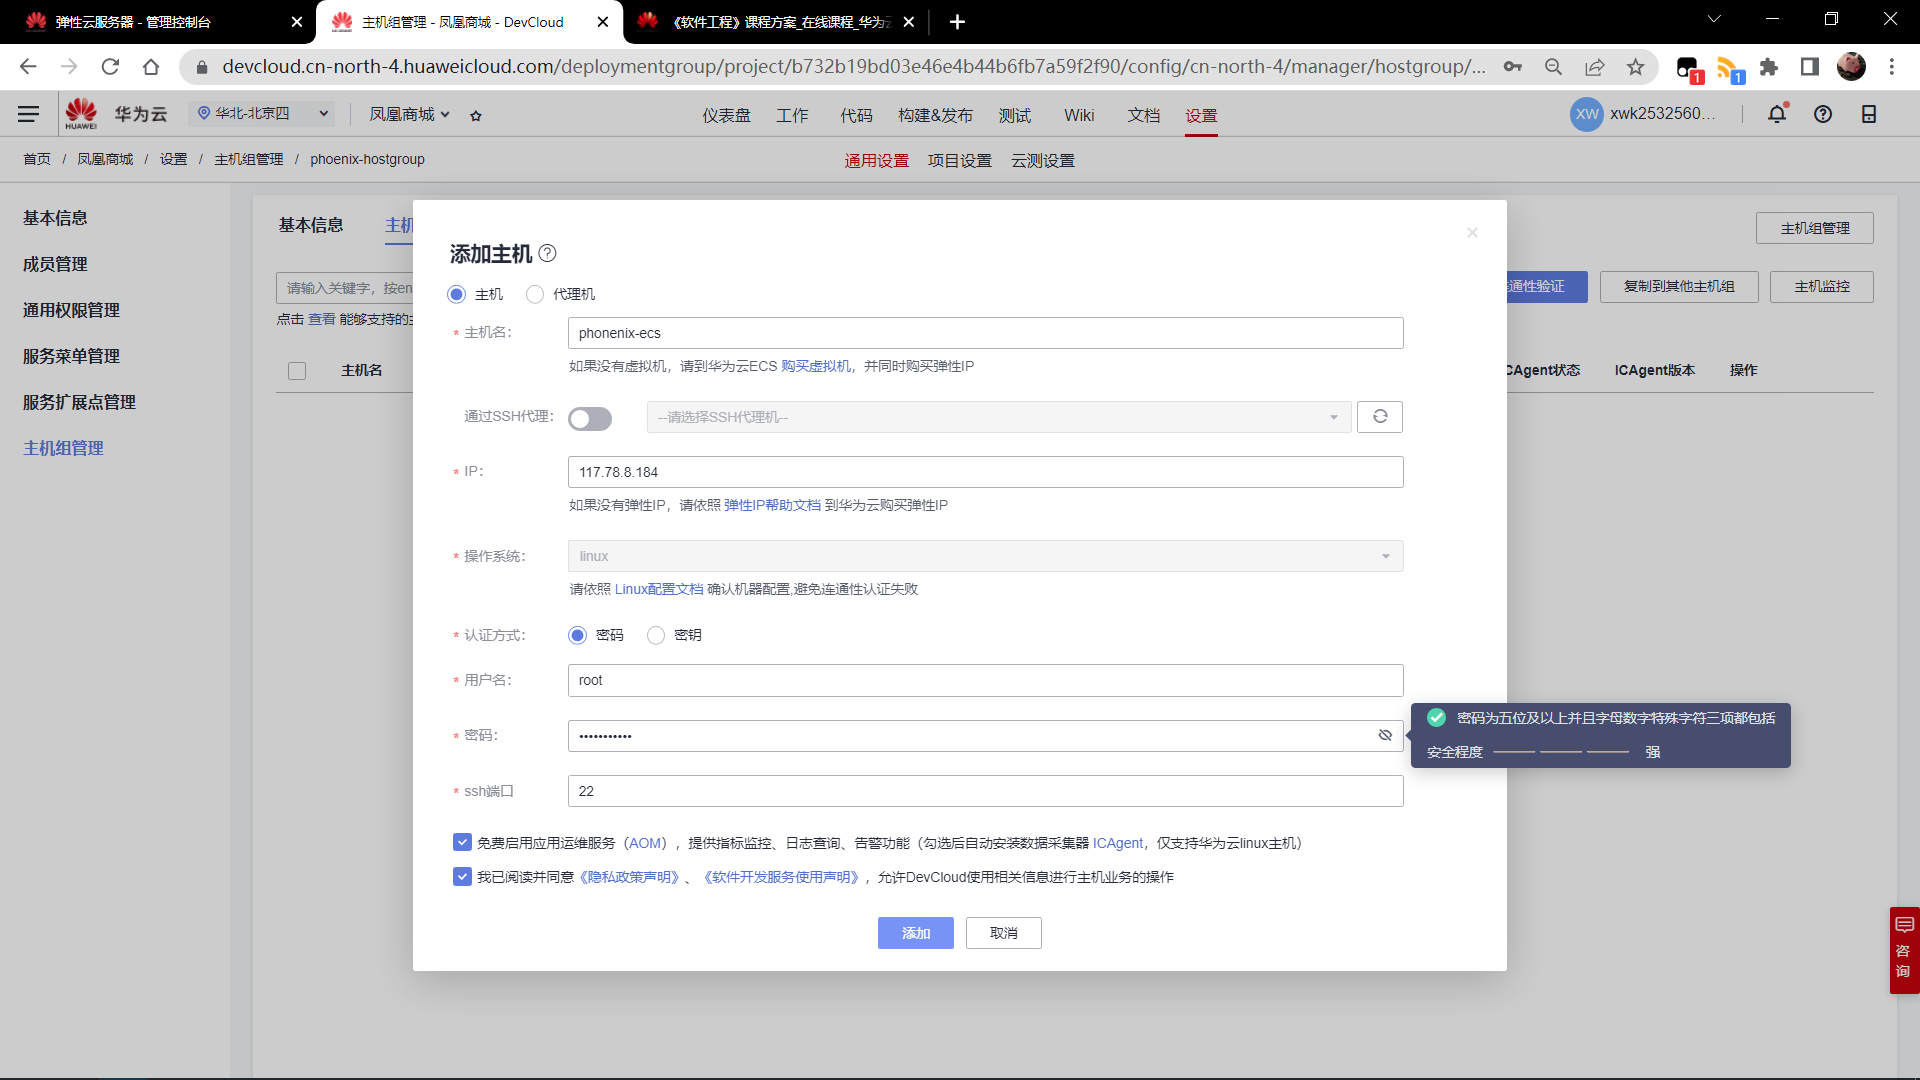 弹性云服务器 - 管理控制台
主机组管理 - 凤凰商城 - DevCloud
《软件工程》课程方案_在线课程_华为云
devcloud.cn-north-4.huaweicloud.com/deploymentgroup/project/b732b19bd03e46e4b44b6fb7a59f2f90/config/cn-north-4/manager/hostgroup/...
1
1
HUAWEI
华为云
华北-北京四
凤凰商城
仪表盘
工作
代码
构建&发布
测试
Wiki
文档
设置
XW
xwk2532560...
首页 / 凤凰商城 / 设置 / 主机组管理 / phoenix-hostgroup
通用设置
项目设置
云测设置
基本信息
成员管理
通用权限管理
服务菜单管理
服务扩展点管理
主机组管理
基本信息
主机
主机组管理
请输入关键字，按en
通性验证
复制到其他主机组
主机监控
点击 查看 能够支持的主
主机名
CAgent状态
ICAgent版本
操作
添加主机
主机
代理机
* 主机名：
phonenix-ecs
如果没有虚拟机，请到华为云ECS 购买虚拟机，并同时购买弹性IP
通过SSH代理：
--请选择SSH代理机--
* IP：
117.78.8.184
如果没有弹性IP，请依照 弹性IP帮助文档 到华为云购买弹性IP
* 操作系统：
linux
请依照 Linux配置文档 确认机器配置,避免连通性认证失败
* 认证方式：
密码
密钥
* 用户名：
root
* 密码：
•••••••••••
密码为五位及以上并且字母数字特殊字符三项都包括
安全程度
强
* ssh端口
22
免费启用应用运维服务（AOM），提供指标监控、日志查询、告警功能（勾选后自动安装数据采集器 ICAgent，仅支持华为云linux主机）
我已阅读并同意《隐私政策声明》、《软件开发服务使用声明》，允许DevCloud使用相关信息进行主机业务的操作
添加
取消
咨
询